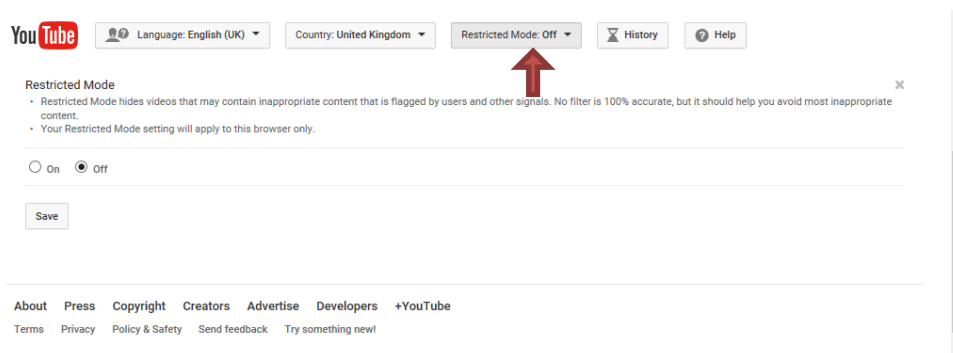 YouTube Language: English (UK) Country: United Kingdom Restricted Mode: Off History Help
Restricted Mode
Restricted Mode hides videos that may contain inappropriate content that is flagged by users and other signals. No filter is 100% accurate, but it should help you avoid most inappropriate
content.
Your Restricted Mode setting will apply to this browser only.
On Off
Save
About Press Copyright Creators Advertise Developers +YouTube
Terms Privacy Policy & Safety Send feedback Try something new!